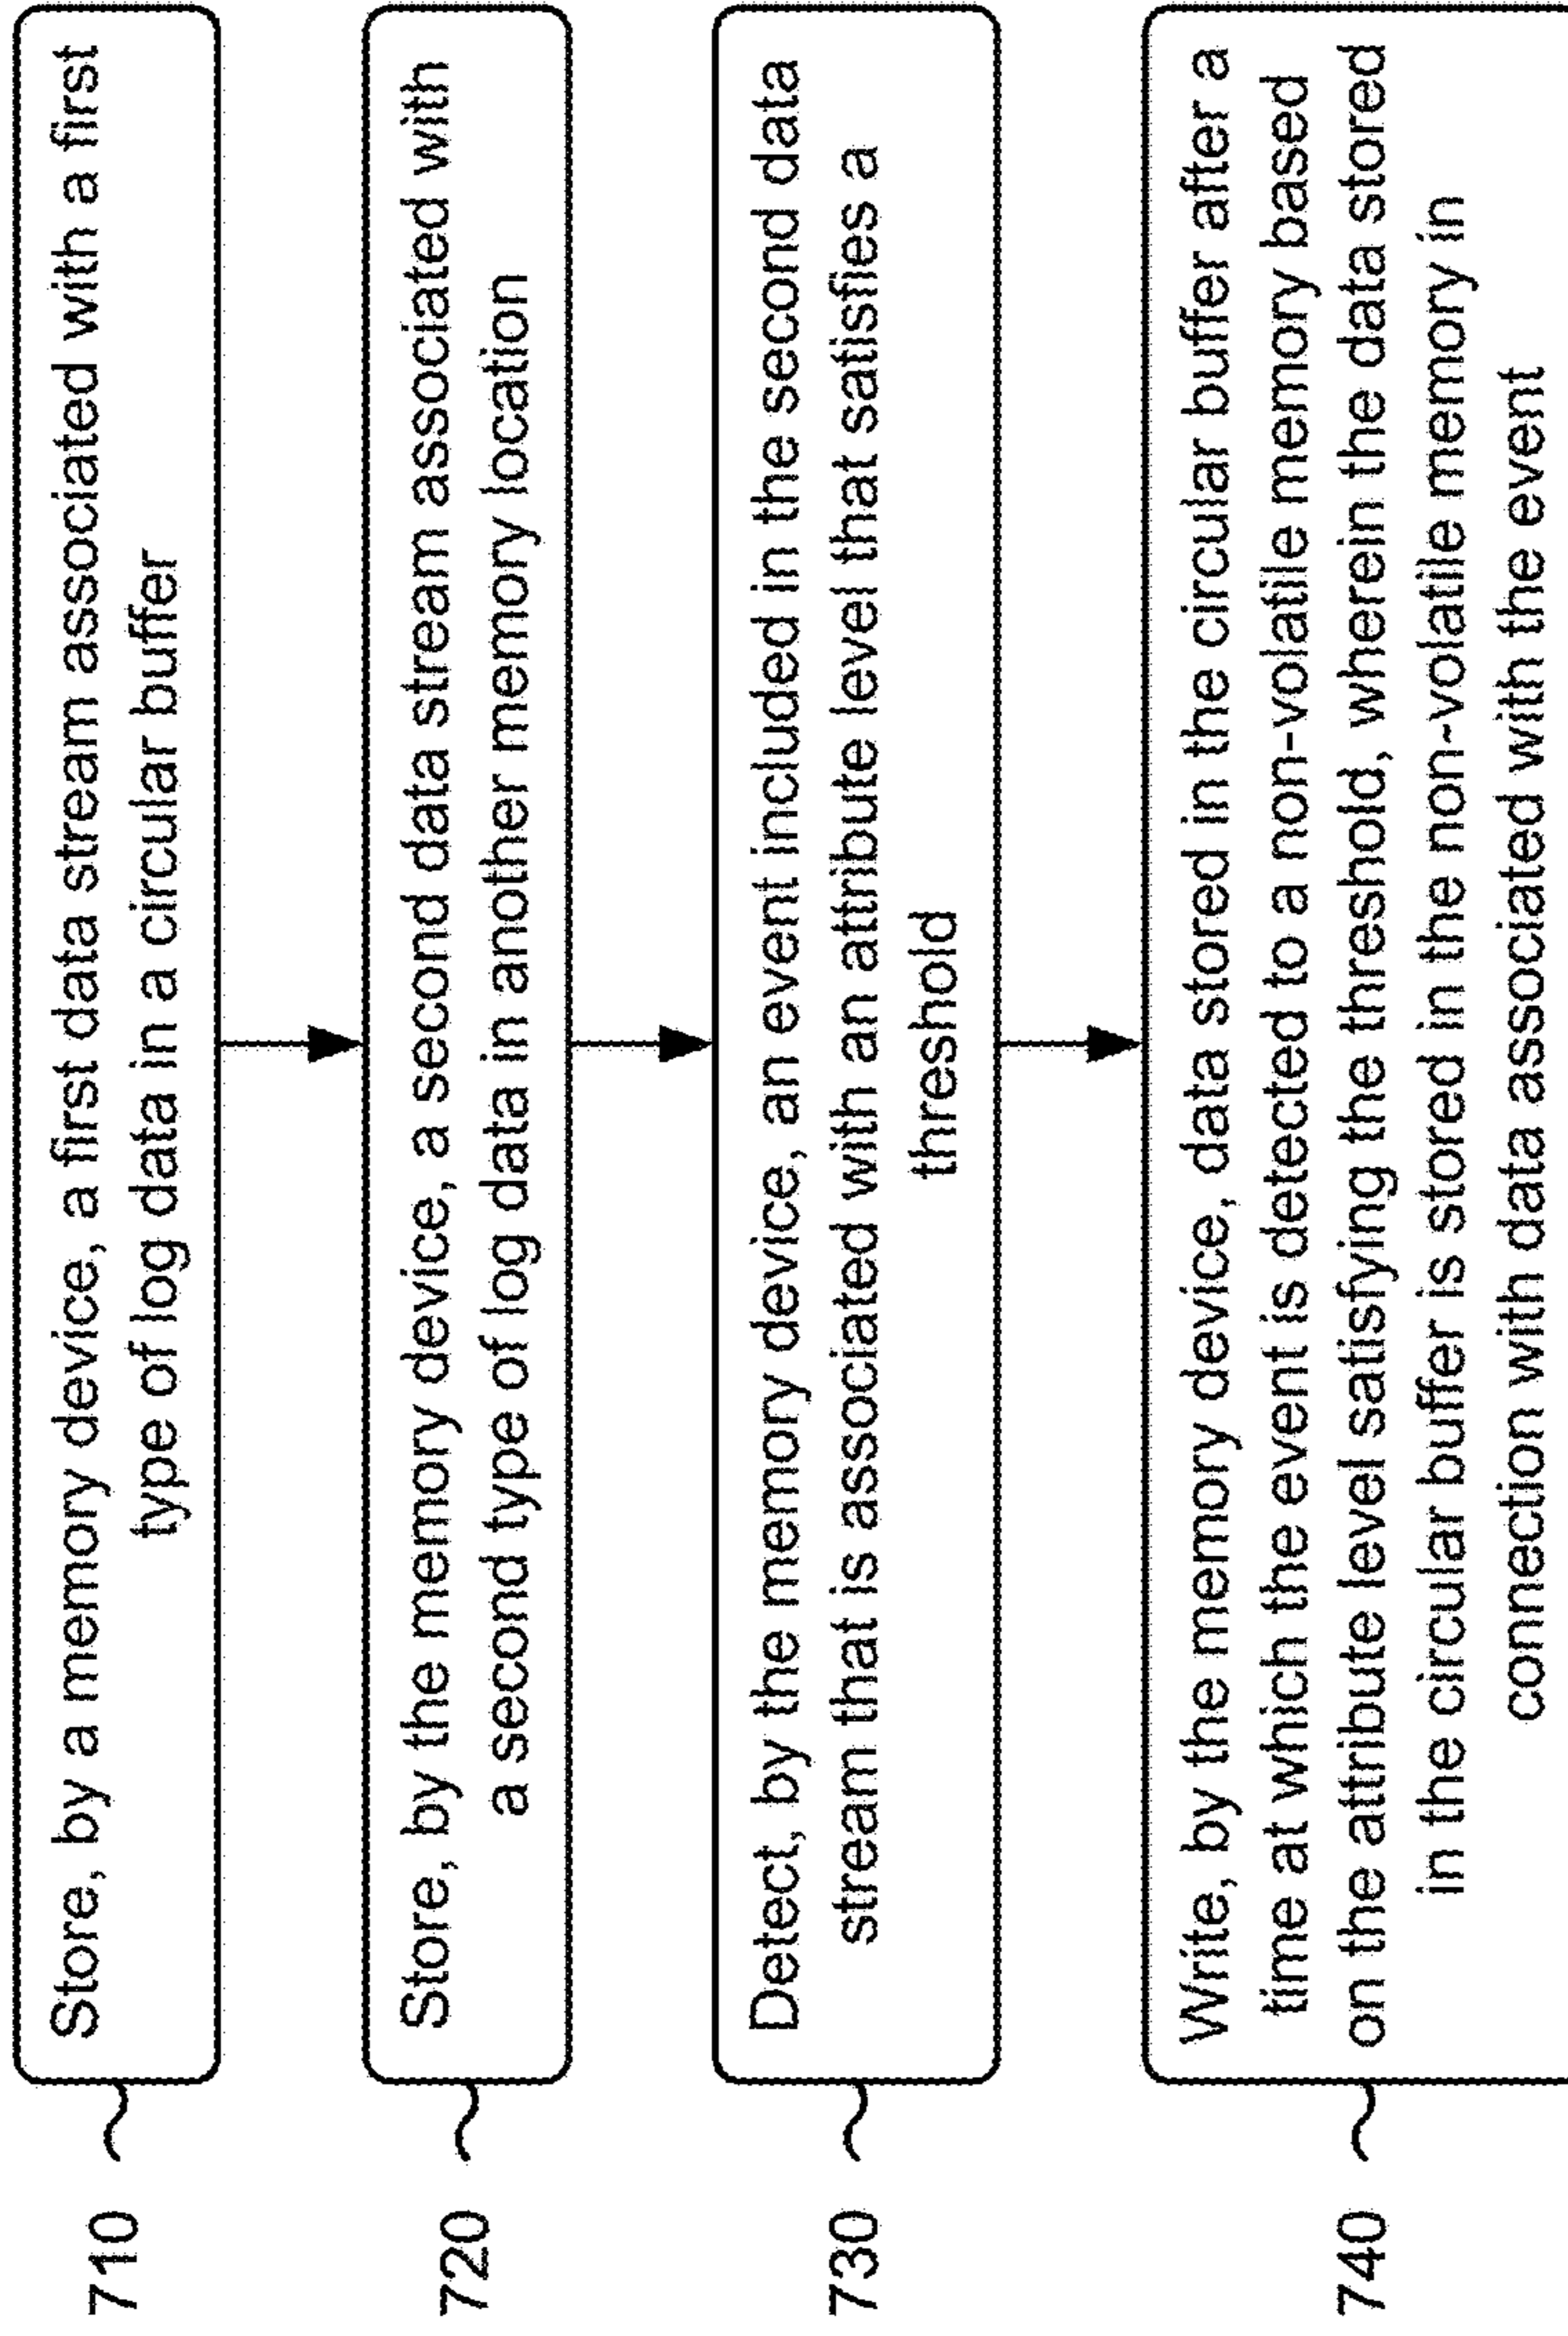 710
Store, by a memory device, a first data stream associated with a first
type of log data in a circular buffer
720
Store, by the memory device, a second data stream associated with
a second type of log data in another memory location
730
Detect, by the memory device, an event included in the second data
stream that is associated with an attribute level that satisfies a
threshold
740
Write, by the memory device, data stored in the circular buffer after a
time at which the event is detected to a non-volatile memory based
on the attribute level satisfying the threshold, wherein the data stored
in the circular buffer is stored in the non-volatile memory in
connection with data associated with the event